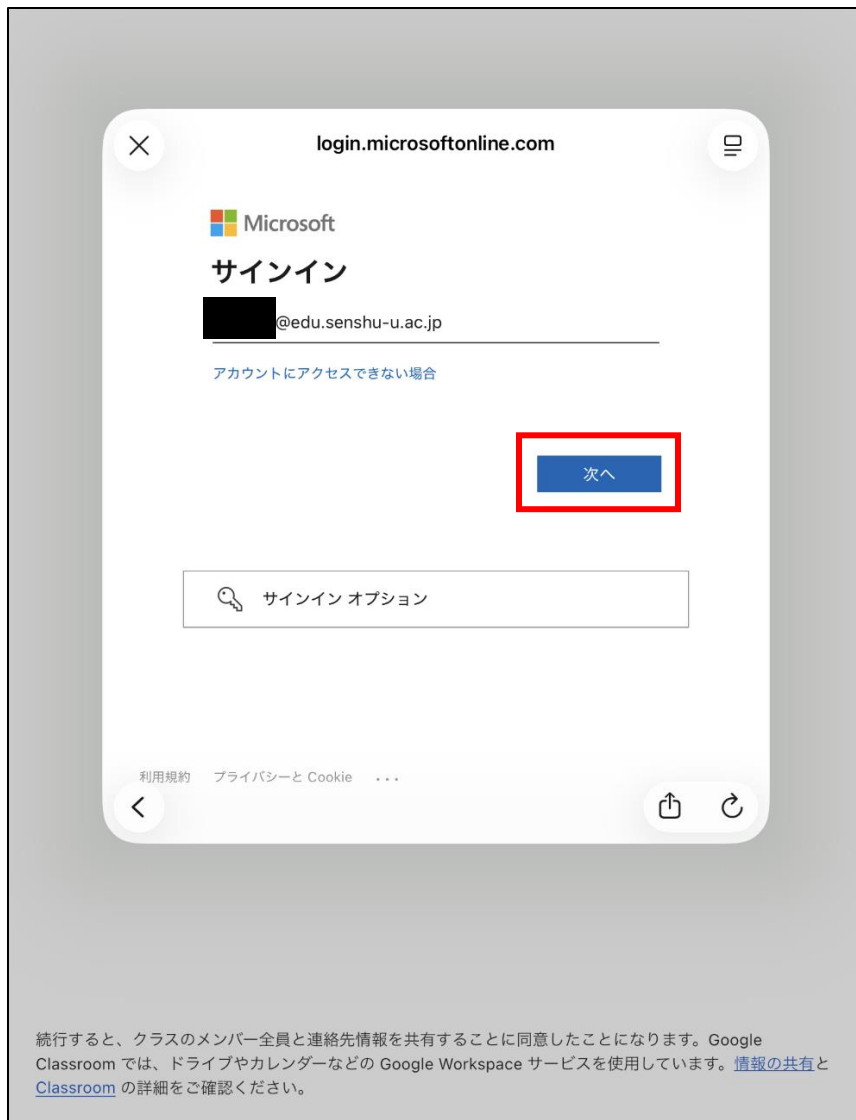 login.microsoftonline.com
Microsoft
サインイン
@edu.senshu-u.ac.jp
アカウントにアクセスできない場合
次へ
サインイン オプション
利用規約 プライバシーと Cookie ...
続行すると、クラスのメンバー全員と連絡先情報を共有することに同意したことになります。Google
Classroom では、ドライブやカレンダーなどの Google Workspace サービスを使用しています。情報の共有と
Classroom の詳細をご確認ください。